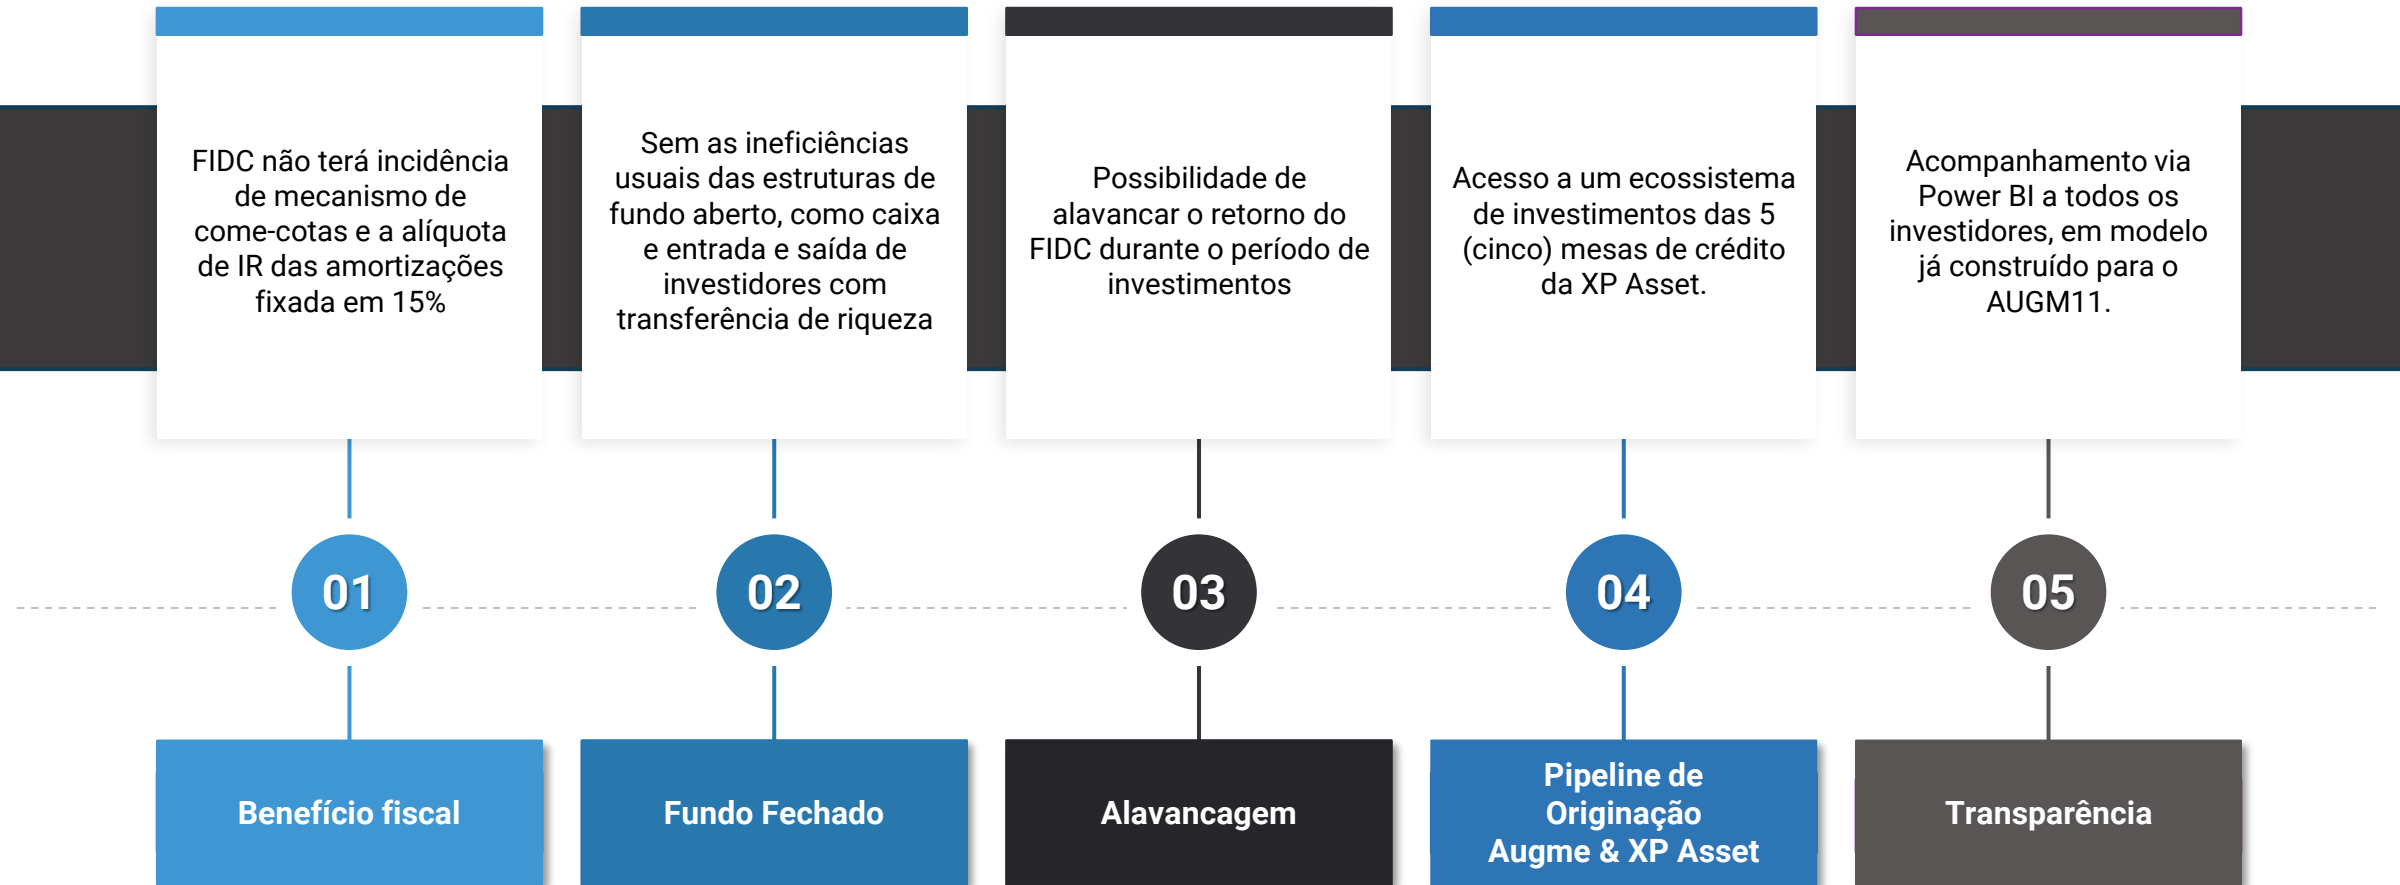 FIDC não terá incidência
de mecanismo de
come-cotas e a alíquota
de IR das amortizações
fixada em 15%
01
Benefício fiscal
Sem as ineficiências
usuais das estruturas de
fundo aberto, como caixa
e entrada e saída de
investidores com
transferência de riqueza
02
Fundo Fechado
Possibilidade de
alavancar o retorno do
FIDC durante o período de
investimentos
03
Alavancagem
Acesso a um ecossistema
de investimentos das 5
(cinco) mesas de crédito
da XP Asset.
04
Pipeline de
Originação
Augme & XP Asset
Acompanhamento via
Power BI a todos os
investidores, em modelo
já construído para o
AUGM11.
05
Transparência